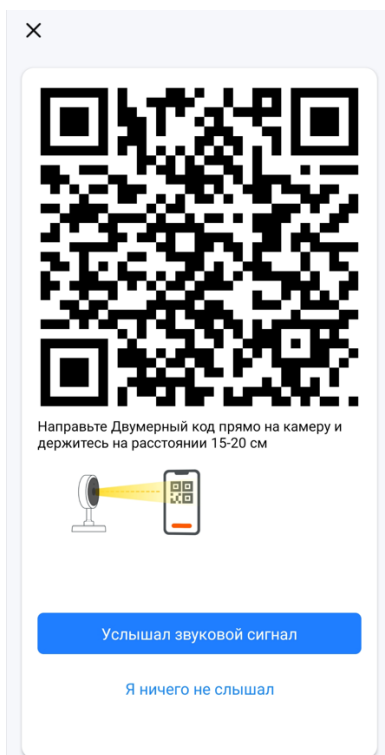 Направьте Двумерный код прямо на камеру и
держитесь на расстоянии 15-20 см
Услышал звуковой сигнал
Я ничего не слышал